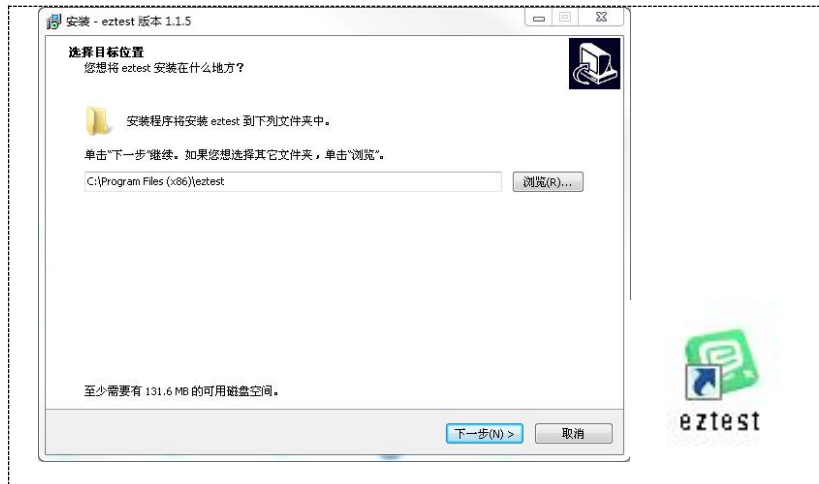 安装 - eztest 版本 1.1.5
选择目标位置
您想将 eztest 安装在什么地方？
安装程序将安装 eztest 到下列文件夹中。
单击“下一步”继续。如果您想选择其它文件夹，单击“浏览”。
C:\Program Files (x86)\eztest
浏览(R)...
至少需要有 131.6 MB 的可用磁盘空间。
下一步(N) >
取消
eztest